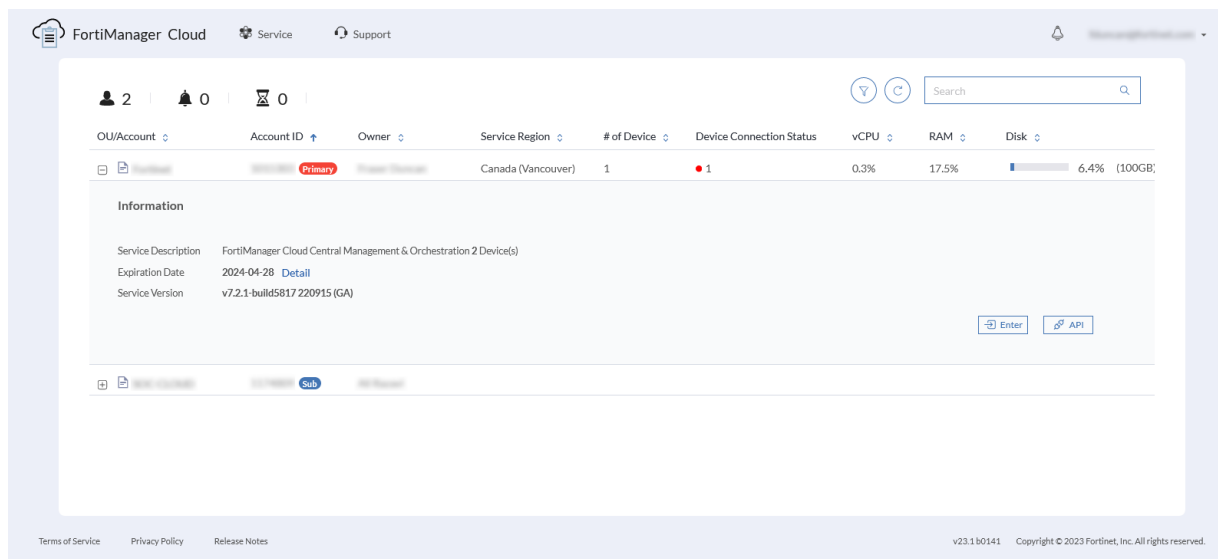 FortiManager Cloud Service Support
2 0 0 Search
OU/Account Account ID Owner Service Region # of Device Device Connection Status vCPU RAM Disk
Primary Canada (Vancouver) 1 1 0.3% 17.5% 6.4% (100GB)
Information
Service Description FortiManager Cloud Central Management & Orchestration 2 Device(s)
Expiration Date 2024-04-28 Detail
Service Version v7.2.1-build5817 220915 (GA)
Enter API
Sub
Terms of Service Privacy Policy Release Notes v23.1 b0141 Copyright © 2023 Fortinet, Inc. All rights reserved.